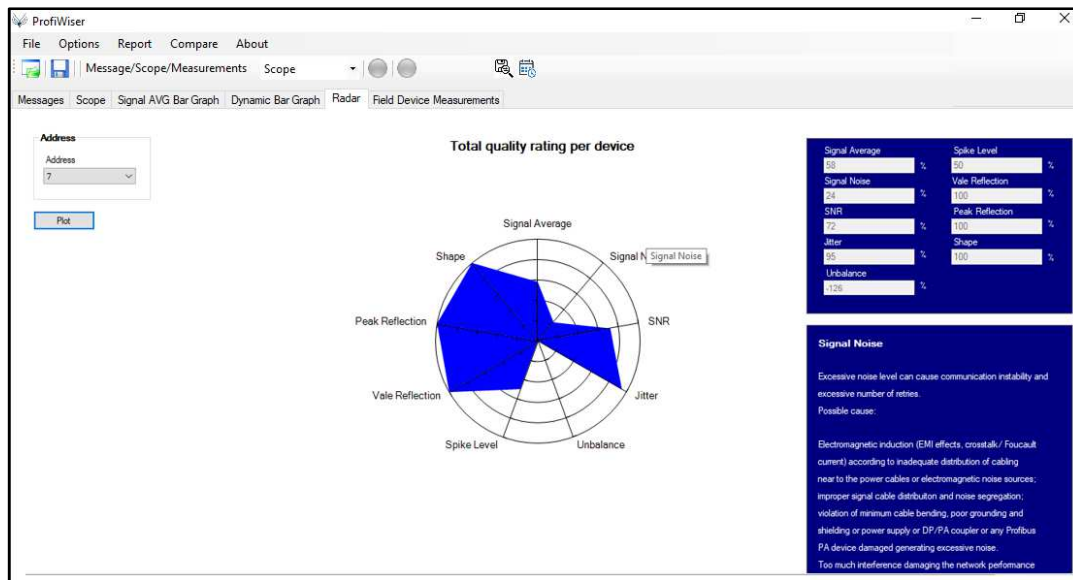 ProfiWiser
File Options Report Compare About
Message/Scope/Measurements Scope
Messages Scope Signal AVG Bar Graph Dynamic Bar Graph Radar Field Device Measurements
Address
Address
7
Plot
Total quality rating per device
Signal Average
Signal N
Signal Noise
SNR
Jitter
Unbalance
Spike Level
Vale Reflection
Peak Reflection
Shape
Signal Average Spike Level
58 % 50 %
Signal Noise Vale Reflection
24 % 100 %
SNR Peak Reflection
72 % 100 %
Jitter Shape
95 % 100 %
Unbalance
-126 %
Signal Noise
Excessive noise level can cause communication instability and
excessive number of retries.
Possible cause:
Electromagnetic induction (EMI effects, crosstalk/ Foucault
current) according to inadequate distribution of cabling
near to the power cables or electromagnetic noise sources;
improper signal cable distribuiton and noise segregation;
violation of minimum cable bending, poor grounding and
shielding or power supply or DP/PA coupler or any Profibus
PA device damaged generating excessive noise.
Too much interference damaging the network performance